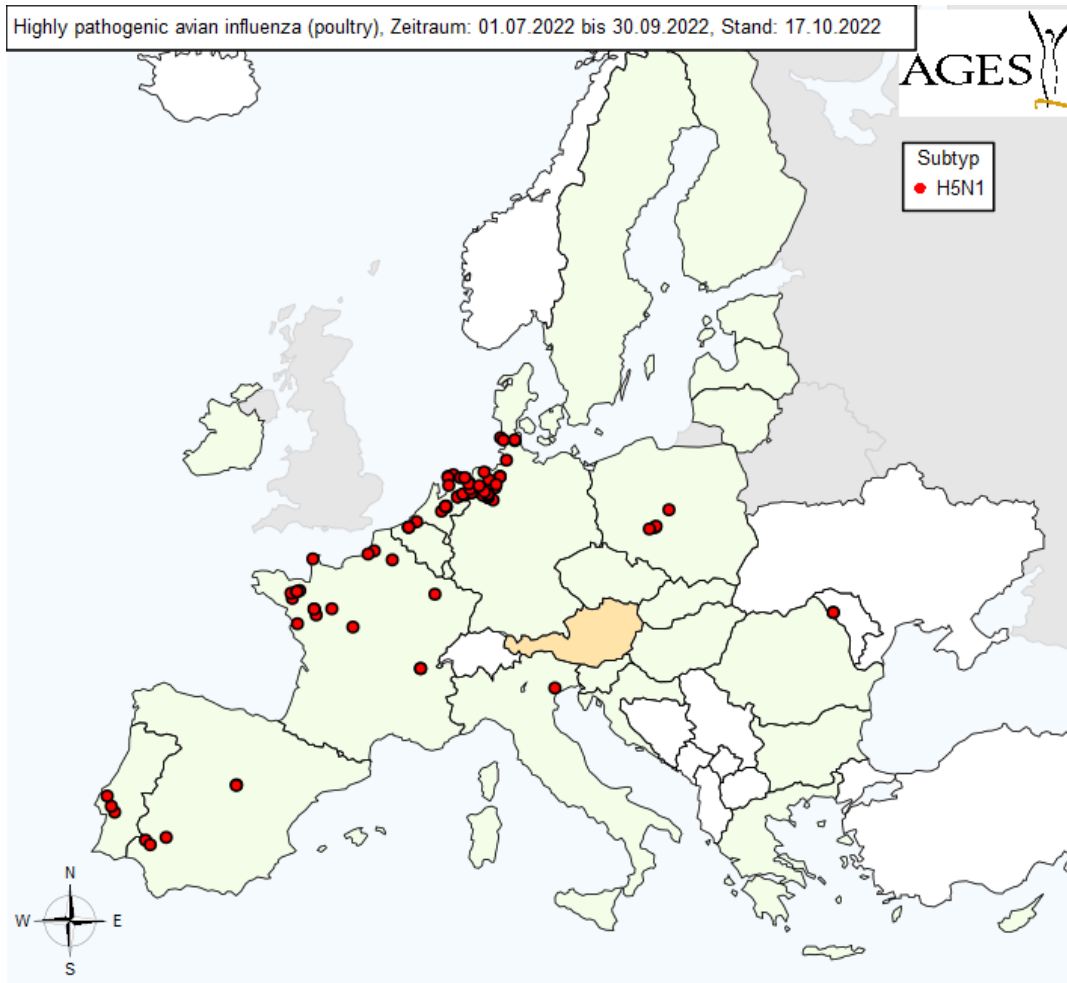 Highly pathogenic avian influenza (poultry), Zeitraum: 01.07.2022 bis 30.09.2022, Stand: 17.10.2022
AGES
Subtyp
H5N1
N
W E
S